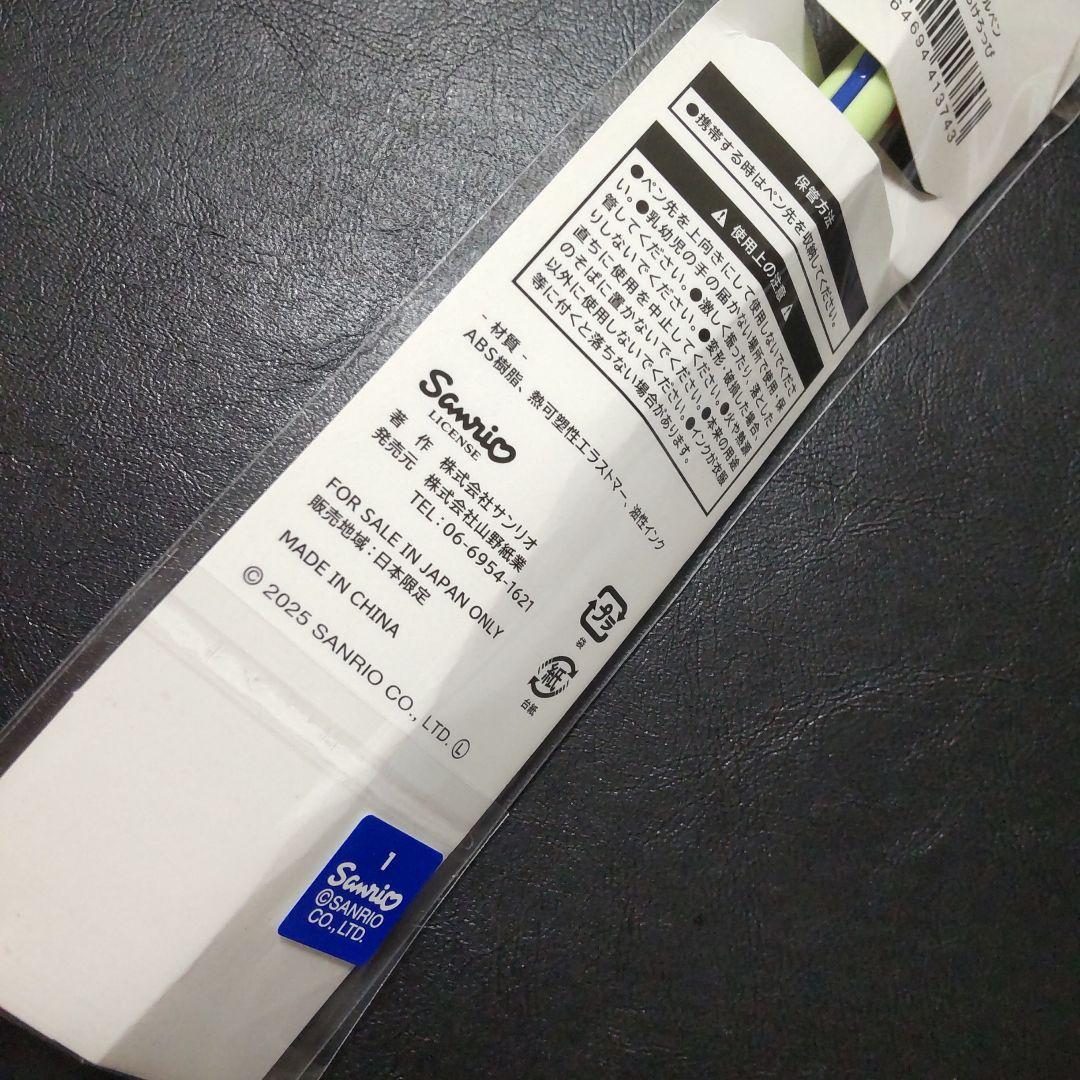 ルペン
けろっぴ
64694 413743
保管方法
●携帯する時はペン先を収納してください。
⚠ 使用上の注意 ⚠
●ペン先を上向きにして使用しないでくださ
い。●乳幼児の手の届かない場所で使用・保
管してください。●激しく振ったり、落とした
りしないでください。●変形・破損した場合、
直ちに使用を中止してください。●火や熱源
のそばに置かないでください。●本来の用途
以外に使用しないでください。●インクが衣服
等に付くと落ちない場合があります。
- 材質 -
ABS樹脂、熱可塑性エラストマー、油性インク
Sanrio
LICENSE
著 作 株式会社サンリオ
発売元 株式会社山野紙業
TEL:06-6954-1621
FOR SALE IN JAPAN ONLY
販売地域:日本限定
MADE IN CHINA
© 2025 SANRIO CO., LTD. Ⓛ
プラ
袋
紙
台紙
1
Sanrio
©SANRIO
CO.,LTD.